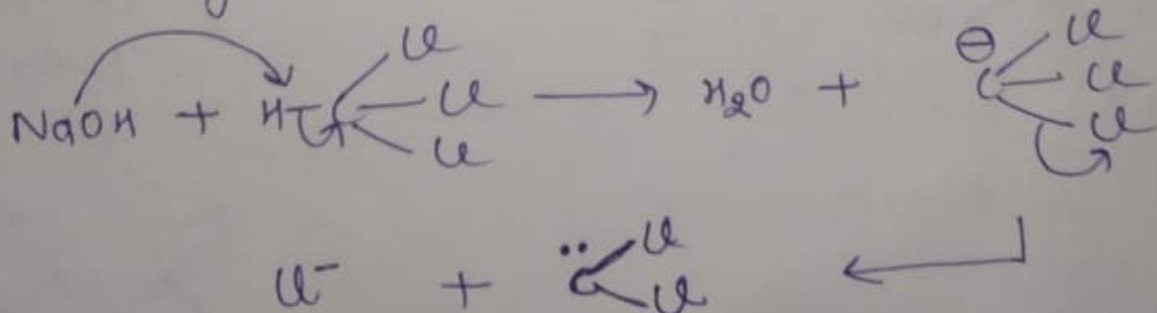 Cl
NaOH + H-C-Cl → H₂O + ⊖C-Cl
Cl
Cl
Cl
Cl⁻ + :C Cl ←
Cl